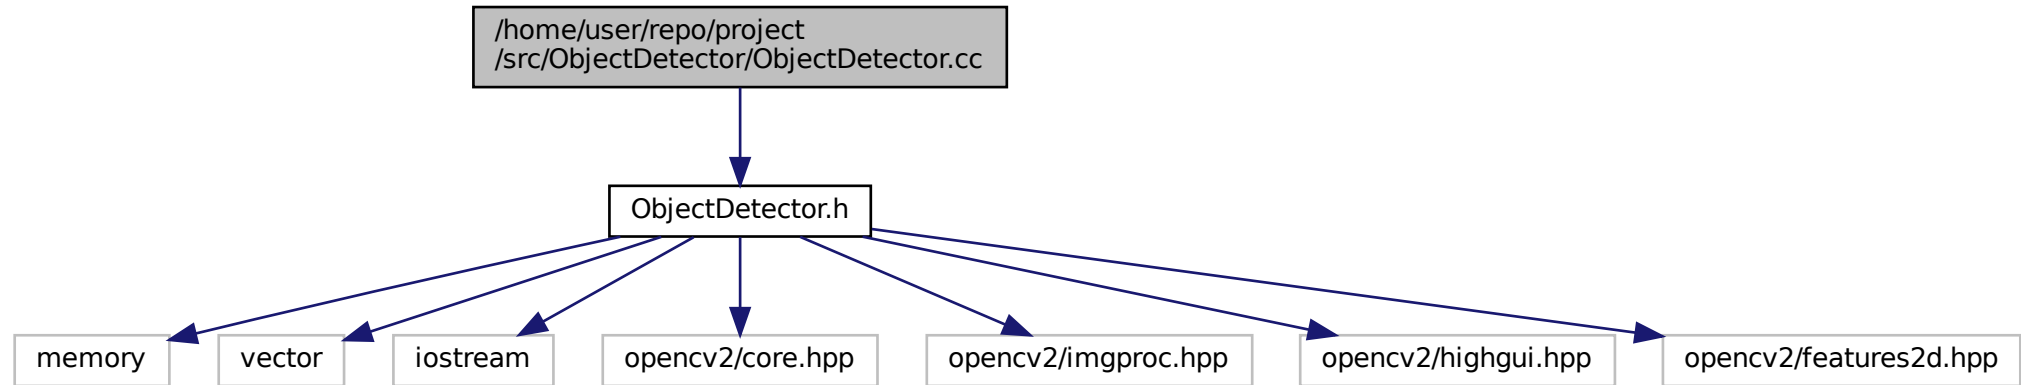 /home/user/repo/project
/src/ObjectDetector/ObjectDetector.cc
ObjectDetector.h
memory
vector
iostream
opencv2/core.hpp
opencv2/imgproc.hpp
opencv2/highgui.hpp
opencv2/features2d.hpp